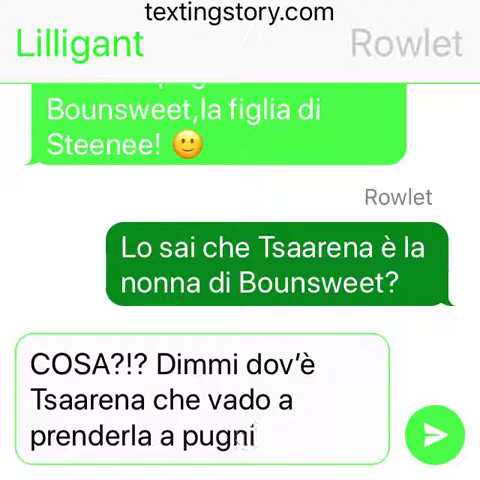 textingstory.com
Lilligant Rowlet
Bounsweet,la figlia di
Steenee! 🙂
Rowlet
Lo sai che Tsaarena è la
nonna di Bounsweet?
COSA?!? Dimmi dov’è
Tsaarena che vado a
prenderla a pugni